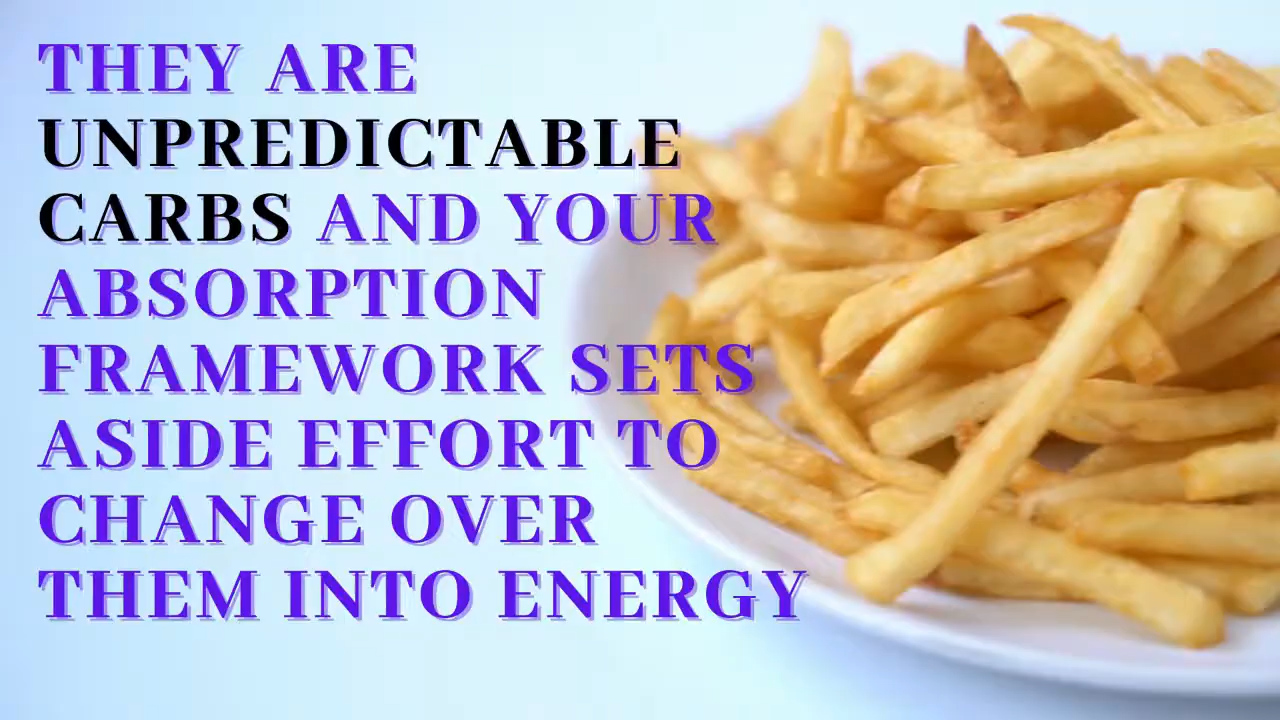 THEY ARE
UNPREDICTABLE
CARBS AND YOUR
ABSORPTION
FRAMEWORK SETS
ASIDE EFFORT TO
CHANGE OVER
THEM INTO ENERGY